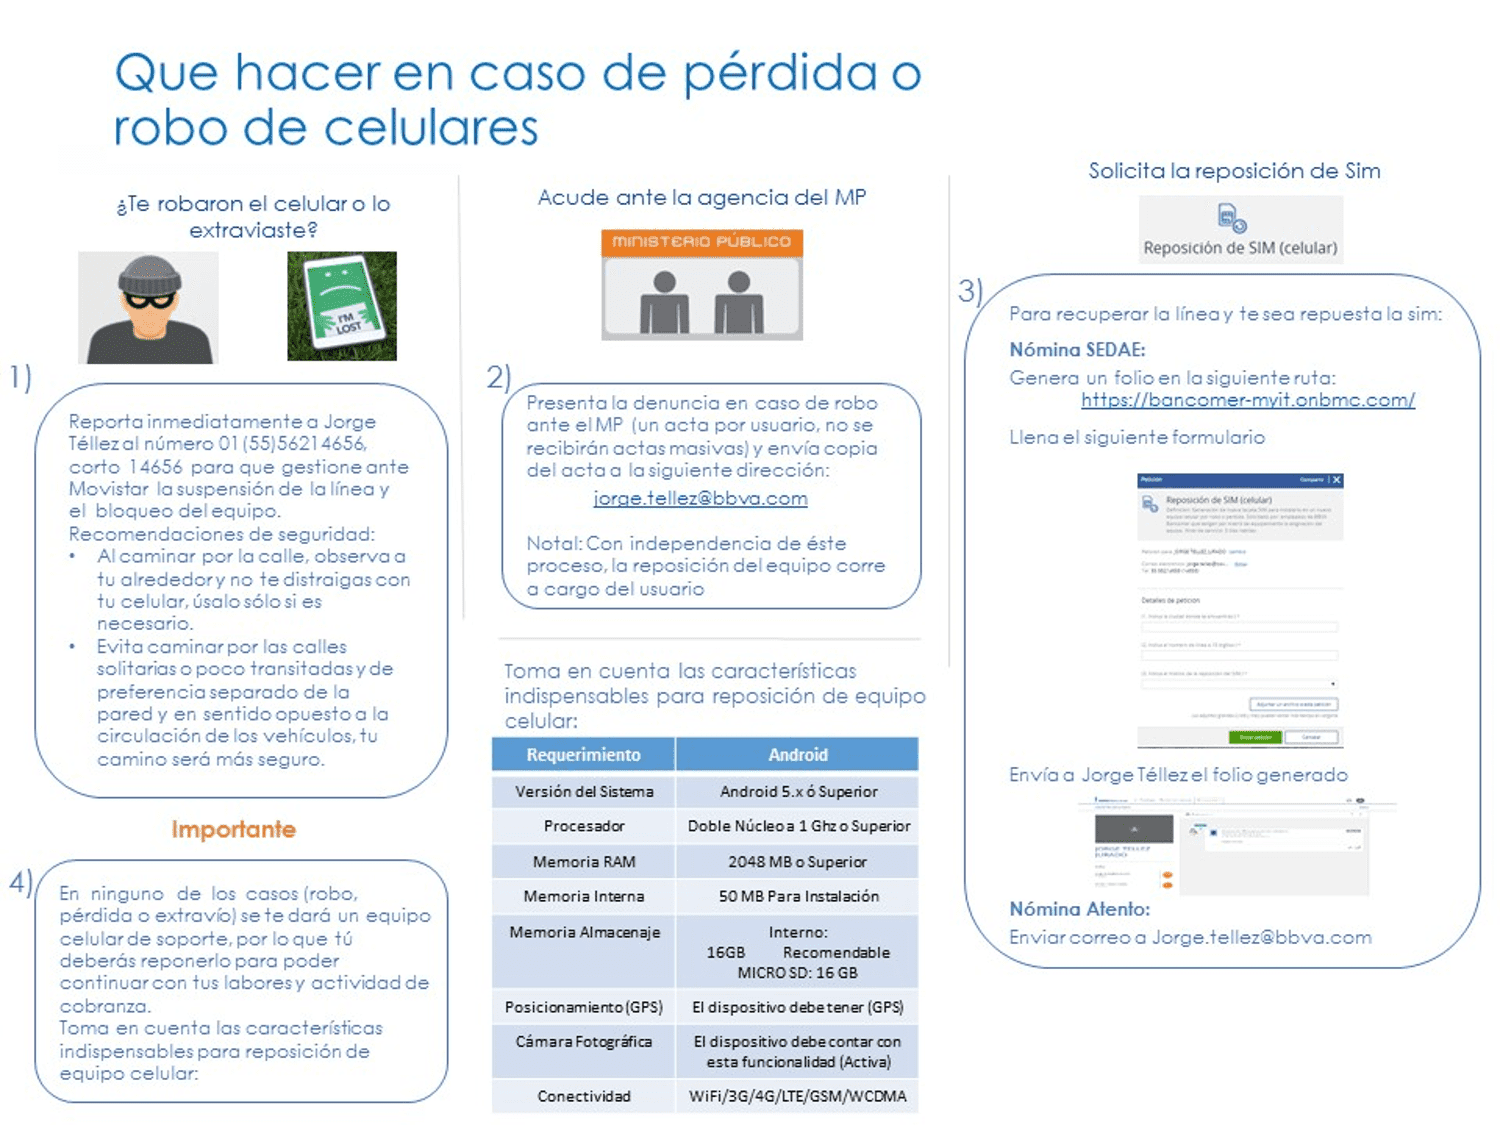 Que hacer en caso de pérdida o
robo de celulares
¿Te robaron el celular o lo
extraviaste?
I'M
LOST
1)
Reporta inmediatamente a Jorge
Téllez al número 01(55)56214656,
corto 14656 para que gestione ante
Movistar la suspensión de la línea y
el bloqueo del equipo.
Recomendaciones de seguridad:
• Al caminar por la calle, observa a
tu alrededor y no te distraigas con
tu celular, úsalo sólo si es
necesario.
• Evita caminar por las calles
solitarias o poco transitadas y de
preferencia separado de la
pared y en sentido opuesto a la
circulación de los vehículos, tu
camino será más seguro.
Importante
4)
En ninguno de los casos (robo,
pérdida o extravío) se te dará un equipo
celular de soporte, por lo que tú
deberás reponerlo para poder
continuar con tus labores y actividad de
cobranza.
Toma en cuenta las características
indispensables para reposición de
equipo celular:
Acude ante la agencia del MP
MINISTERIO PÚBLICO
2)
Presenta la denuncia en caso de robo
ante el MP (un acta por usuario, no se
recibirán actas masivas) y envía copia
del acta a la siguiente dirección:
jorge.tellez@bbva.com
Notal: Con independencia de éste
proceso, la reposición del equipo corre
a cargo del usuario
Toma en cuenta las características
indispensables para reposición de equipo
celular:
Requerimiento Android
Versión del Sistema Android 5.x ó Superior
Procesador Doble Núcleo a 1 Ghz o Superior
Memoria RAM 2048 MB o Superior
Memoria Interna 50 MB Para Instalación
Memoria Almacenaje Interno:
16GB Recomendable
MICRO SD: 16 GB
Posicionamiento (GPS) El dispositivo debe tener (GPS)
Cámara Fotográfica El dispositivo debe contar con
esta funcionalidad (Activa)
Conectividad WiFi/3G/4G/LTE/GSM/WCDMA
Solicita la reposición de Sim
Reposición de SIM (celular)
3)
Para recuperar la línea y te sea repuesta la sim:
Nómina SEDAE:
Genera un folio en la siguiente ruta:
https://bancomer-myit.onbmc.com/
Llena el siguiente formulario
Petición
Reposición de SIM (celular)
Detalles de petición
Adjuntar un archivo a esta petición
Enviar petición Cancelar
Envía a Jorge Téllez el folio generado
JORGE TELLEZ
JURADO
Nómina Atento:
Enviar correo a Jorge.tellez@bbva.com